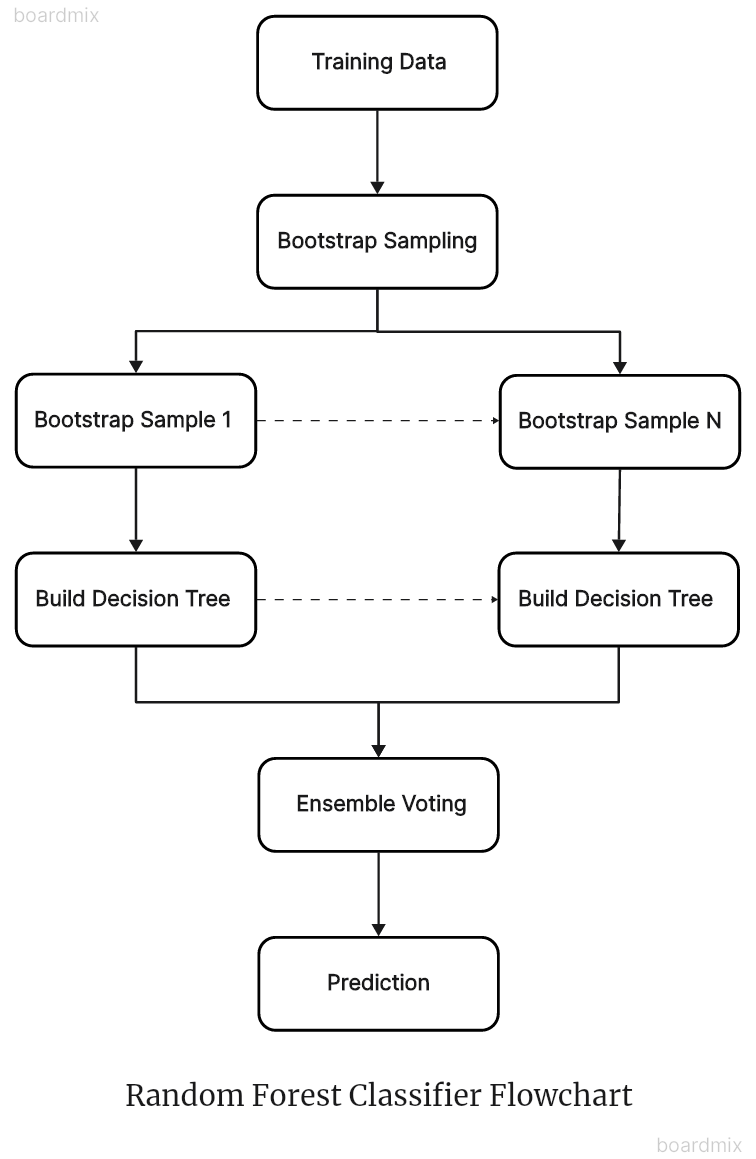 boardmix
Training Data
Bootstrap Sampling
Bootstrap Sample 1
Bootstrap Sample N
Build Decision Tree
Build Decision Tree
Ensemble Voting
Prediction
Random Forest Classifier Flowchart
boardmix